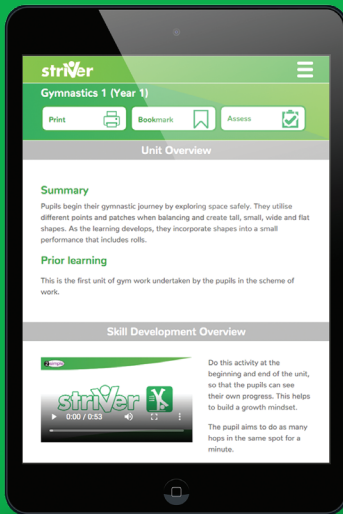 striver
Gymnastics 1 (Year 1)
Print
Bookmark
Assess
Unit Overview
Summary
Pupils begin their gymnastic journey by exploring space safely. They utilise
different points and patches when balancing and create tall, small, wide and flat
shapes. As the learning develops, they incorporate shapes into a small
performance that includes rolls.
Prior learning
This is the first unit of gym work undertaken by the pupils in the scheme of
work.
Skill Development Overview
2simple
striver
0:00 / 0:53
Do this activity at the
beginning and end of the unit,
so that the pupils can see
their own progress. This helps
to build a growth mindset.
The pupil aims to do as many
hops in the same spot for a
minute.